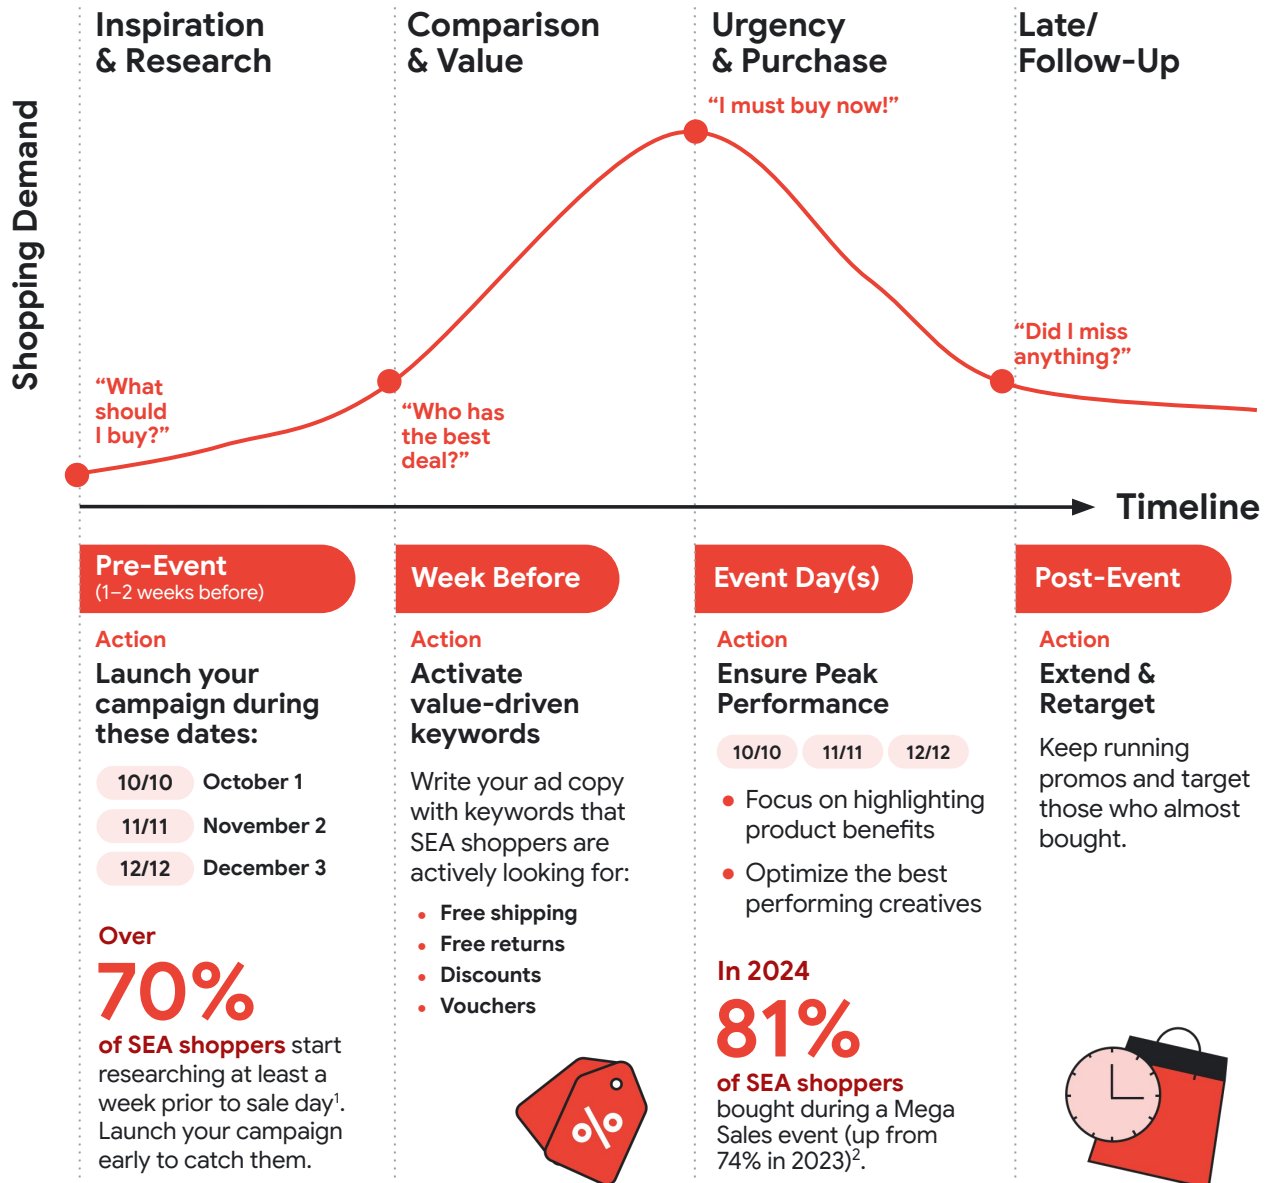 Inspiration
& Research
Comparison
& Value
Urgency
& Purchase
Late/
Follow-Up
Shopping Demand
“I must buy now!”
“Did I miss
anything?”
“What
should
I buy?”
“Who has
the best
deal?”
Timeline
Pre-Event
(1–2 weeks before)
Action
Launch your
campaign during
these dates:
10/10 October 1
11/11 November 2
12/12 December 3
Over
70%
of SEA shoppers start
researching at least a
week prior to sale day¹.
Launch your campaign
early to catch them.
Week Before
Action
Activate
value-driven
keywords
Write your ad copy
with keywords that
SEA shoppers are
actively looking for:
• Free shipping
• Free returns
• Discounts
• Vouchers
%
Event Day(s)
Action
Ensure Peak
Performance
10/10 11/11 12/12
• Focus on highlighting
product benefits
• Optimize the best
performing creatives
In 2024
81%
of SEA shoppers
bought during a Mega
Sales event (up from
74% in 2023)².
Post-Event
Action
Extend &
Retarget
Keep running
promos and target
those who almost
bought.